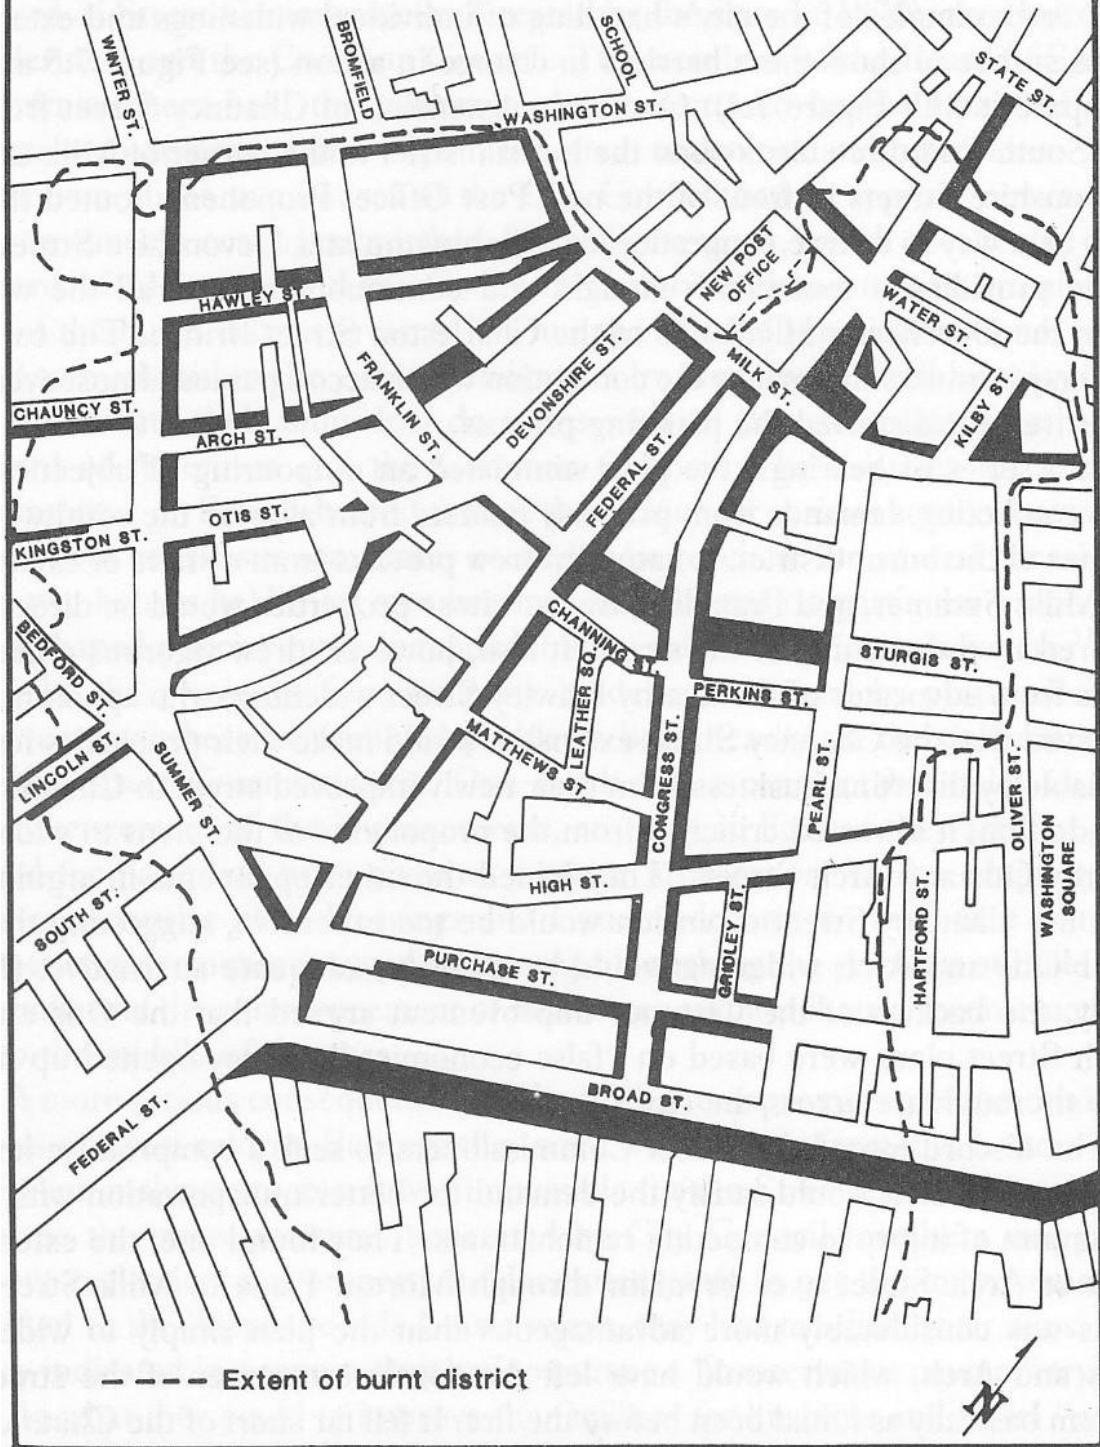 WINTER ST.
BROMFIELD
SCHOOL
WASHINGTON ST.
STATE ST.
NEW POST
OFFICE
HAWLEY ST.
WATER ST.
FRANKLIN ST.
DEVONSHIRE ST.
MILK ST.
KILBY ST.
CHAUNCY ST.
ARCH ST.
FEDERAL ST.
OTIS ST.
KINGSTON ST.
CHANNING ST.
STURGIS ST.
BEDFORD ST.
LEATHER SQ.
PERKINS ST.
MATTHEWS ST.
CONGRESS ST.
LINCOLN ST.
SUMMER ST.
PEARL ST.
OLIVER ST.
WASHINGTON
SQUARE
HIGH ST.
SOUTH ST.
HARTFORD ST.
GRIDLEY ST.
PURCHASE ST.
BROAD ST.
FEDERAL ST.
Extent of burnt district
N